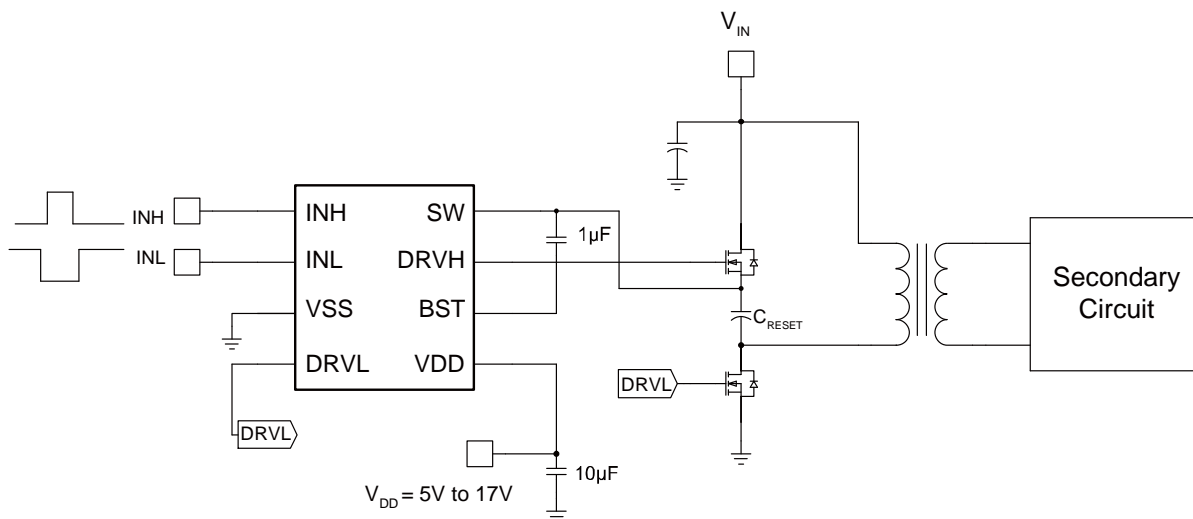 V_IN
INH
INL
INH
INL
VSS
DRVL
SW
DRVH
BST
VDD
1µF
C_RESET
DRVL
DRVL
10µF
V_DD = 5V to 17V
Secondary
Circuit